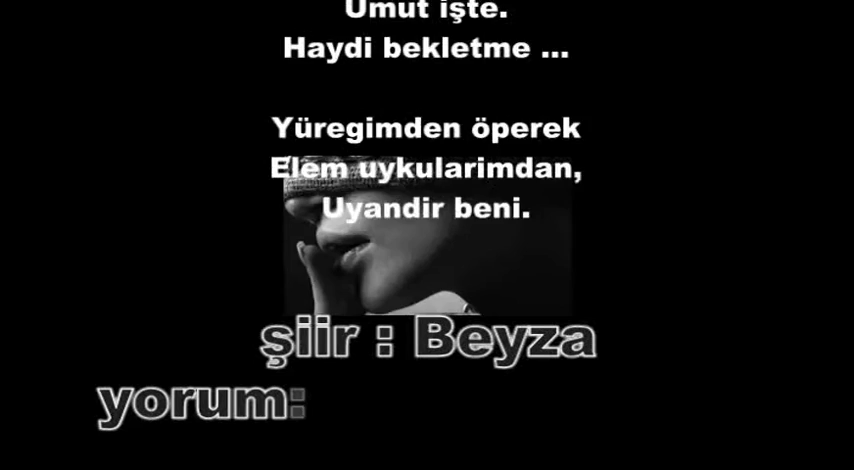 Umut işte.
Haydi bekletme ...
Yüregimden öperek
Elem uykularimdan,
Uyandir beni.
şiir : Beyza
yorum: